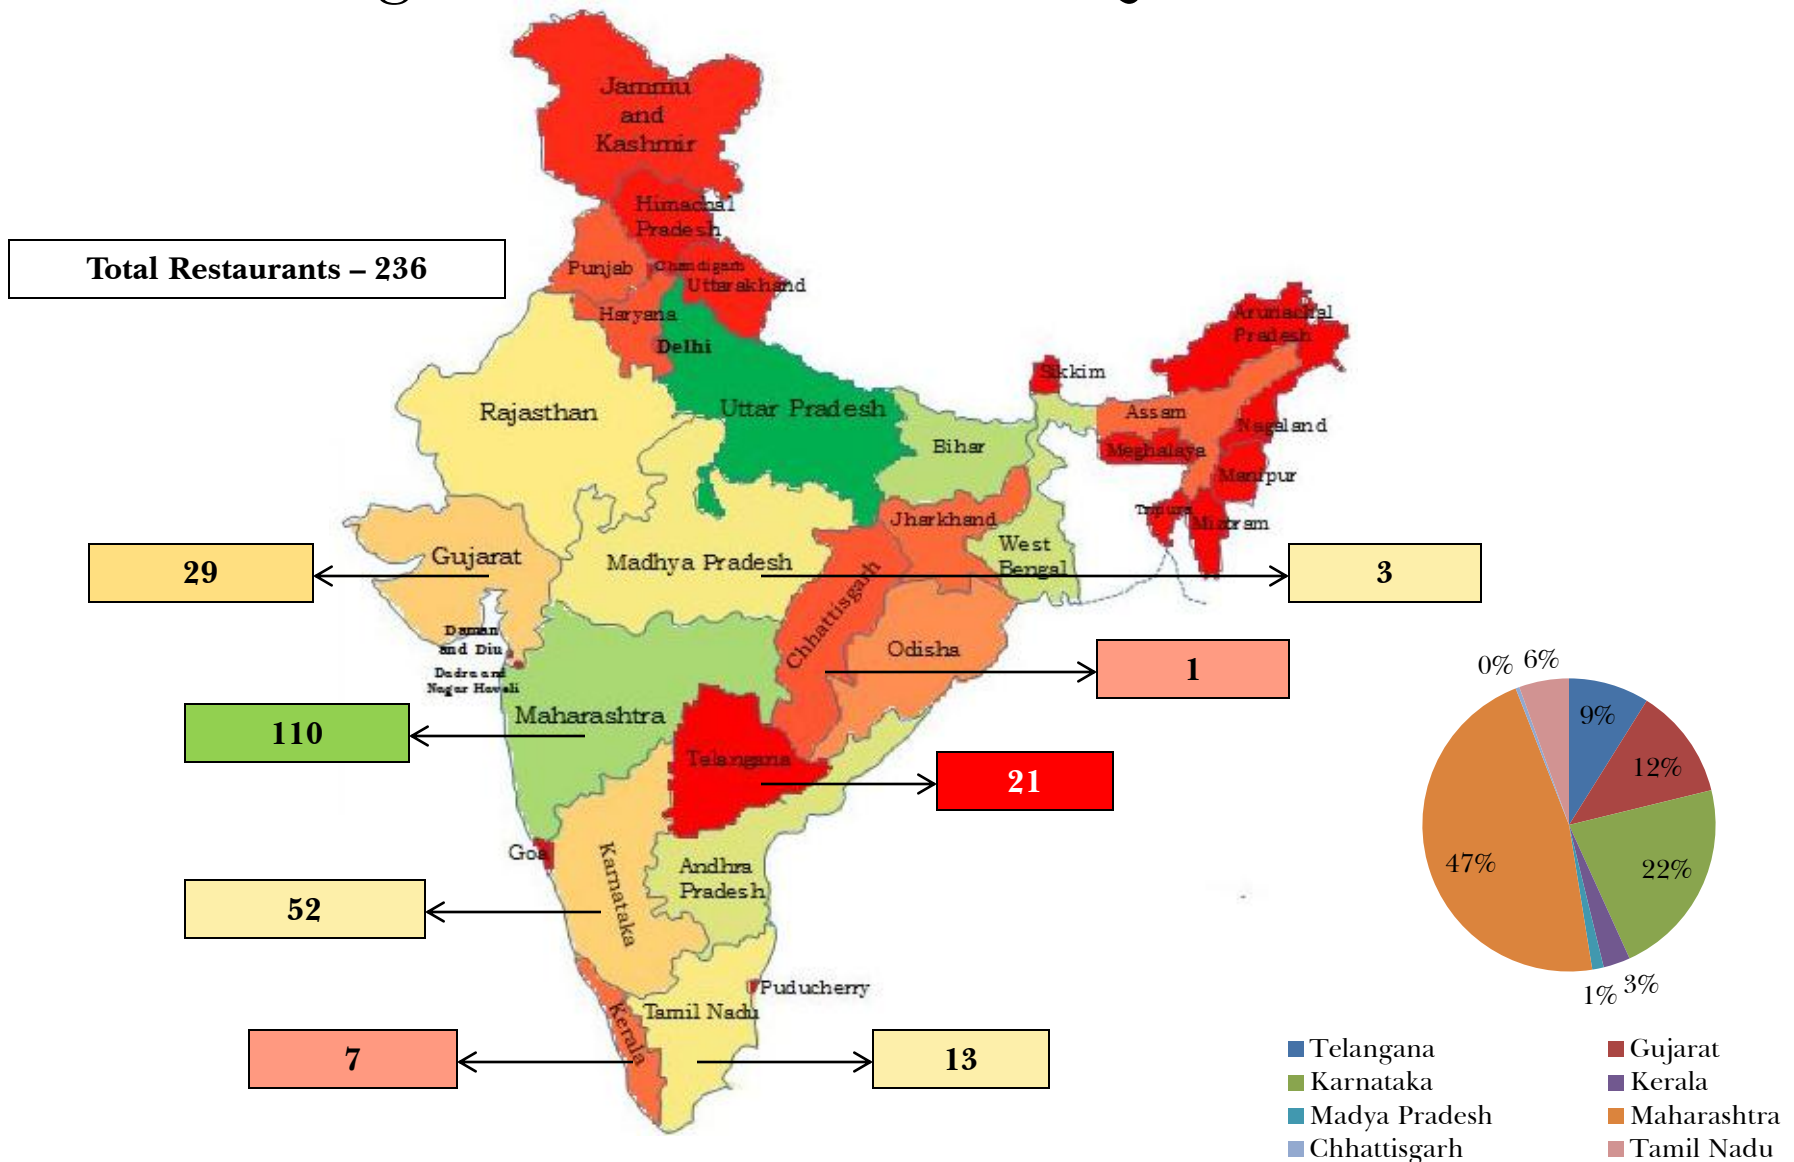 Jammu
and
Kashmir
Himachal
Pradesh
Total Restaurants – 236
Punjab
Chandigarh
Uttarakhand
Haryana
Delhi
Arunachal
Pradesh
Sikkim
Rajasthan
Uttar Pradesh
Assam
Nagaland
Bihar
Meghalaya
Manipur
Tripura
Mizoram
Jharkhand
West
Bengal
Gujarat
Madhya Pradesh
29
3
Chhattisgarh
Daman
and Diu
Dadra and
Nagar Haveli
Odisha
1
Maharashtra
110
Telangana
21
Goa
Karnataka
Andhra
Pradesh
52
Puducherry
Tamil Nadu
Kerala
7
13
0% 6%
9%
12%
47%
22%
1% 3%
Telangana
Gujarat
Karnataka
Kerala
Madya Pradesh
Maharashtra
Chhattisgarh
Tamil Nadu